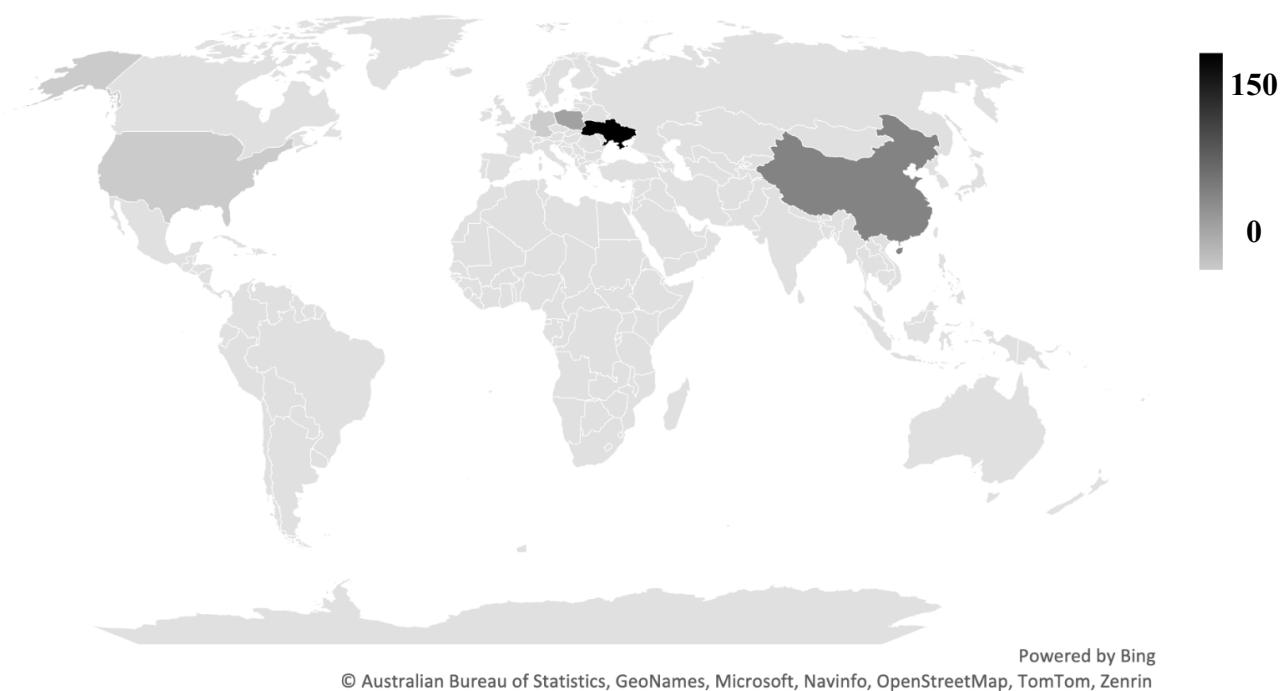 150
0
Powered by Bing
© Australian Bureau of Statistics, GeoNames, Microsoft, Navinfo, OpenStreetMap, TomTom, Zenrin